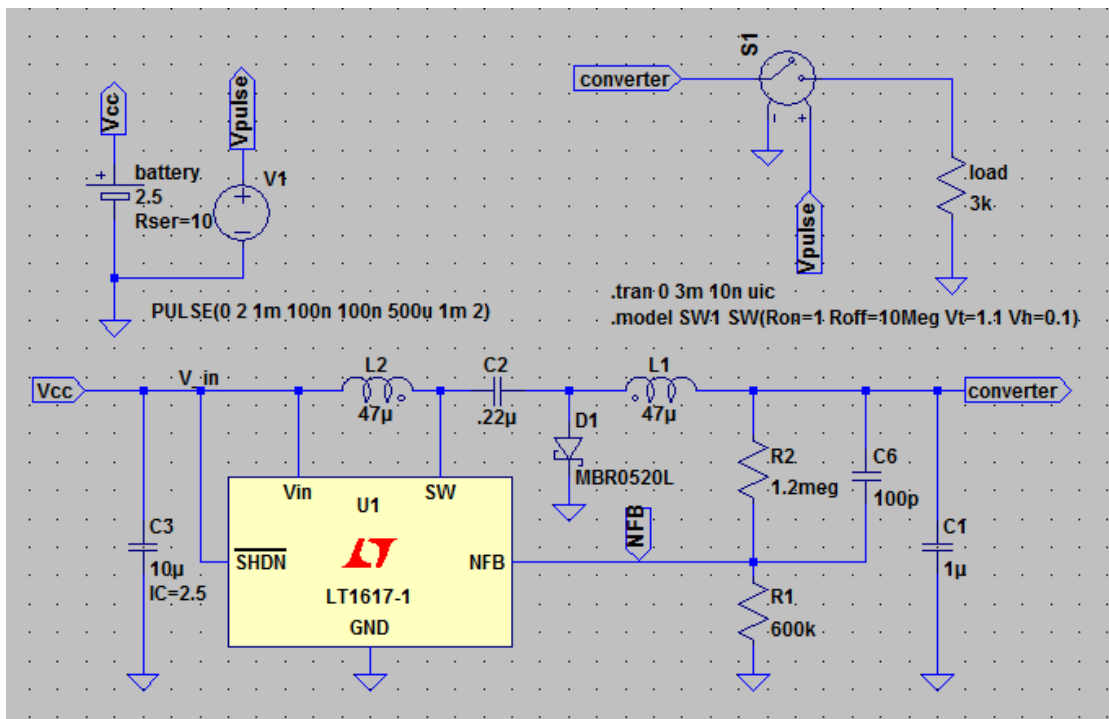 S1
converter
Vcc
Vpulse
battery
2.5
Rser=10
V1
load
3k
Vpulse
PULSE(0 2 1m 100n 100n 500u 1m 2)
.tran 0 3m 10n uic
.model SW1 SW(Ron=1 Roff=10Meg Vt=1.1 Vh=0.1)
Vcc
V_in
L2
47µ
C2
.22µ
L1
47µ
converter
D1
MBR0520L
R2
1.2meg
C6
100p
Vin
SW
U1
C3
10µ
IC=2.5
SHDN
NFB
LT1617-1
GND
NFB
C1
1µ
R1
600k